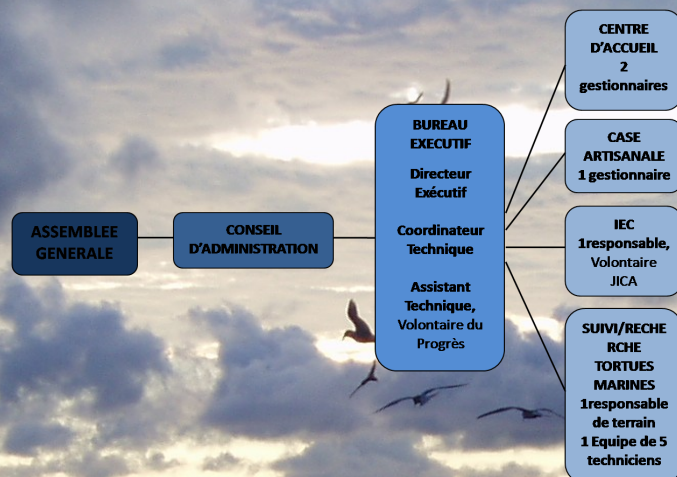 ASSEMBLEE
GENERALE
CONSEIL
D'ADMINISTRATION
BUREAU
EXECUTIF
Directeur
Exécutif
Coordinateur
Technique
Assistant
Technique,
Volontaire du
Progrès
CENTRE
D'ACCUEIL
2
gestionnaires
CASE
ARTISANALE
1 gestionnaire
IEC
1responsable,
Volontaire
JICA
SUIVI/RECHE
RCHE
TORTUES
MARINES
1responsable
de terrain
1 Equipe de 5
techniciens